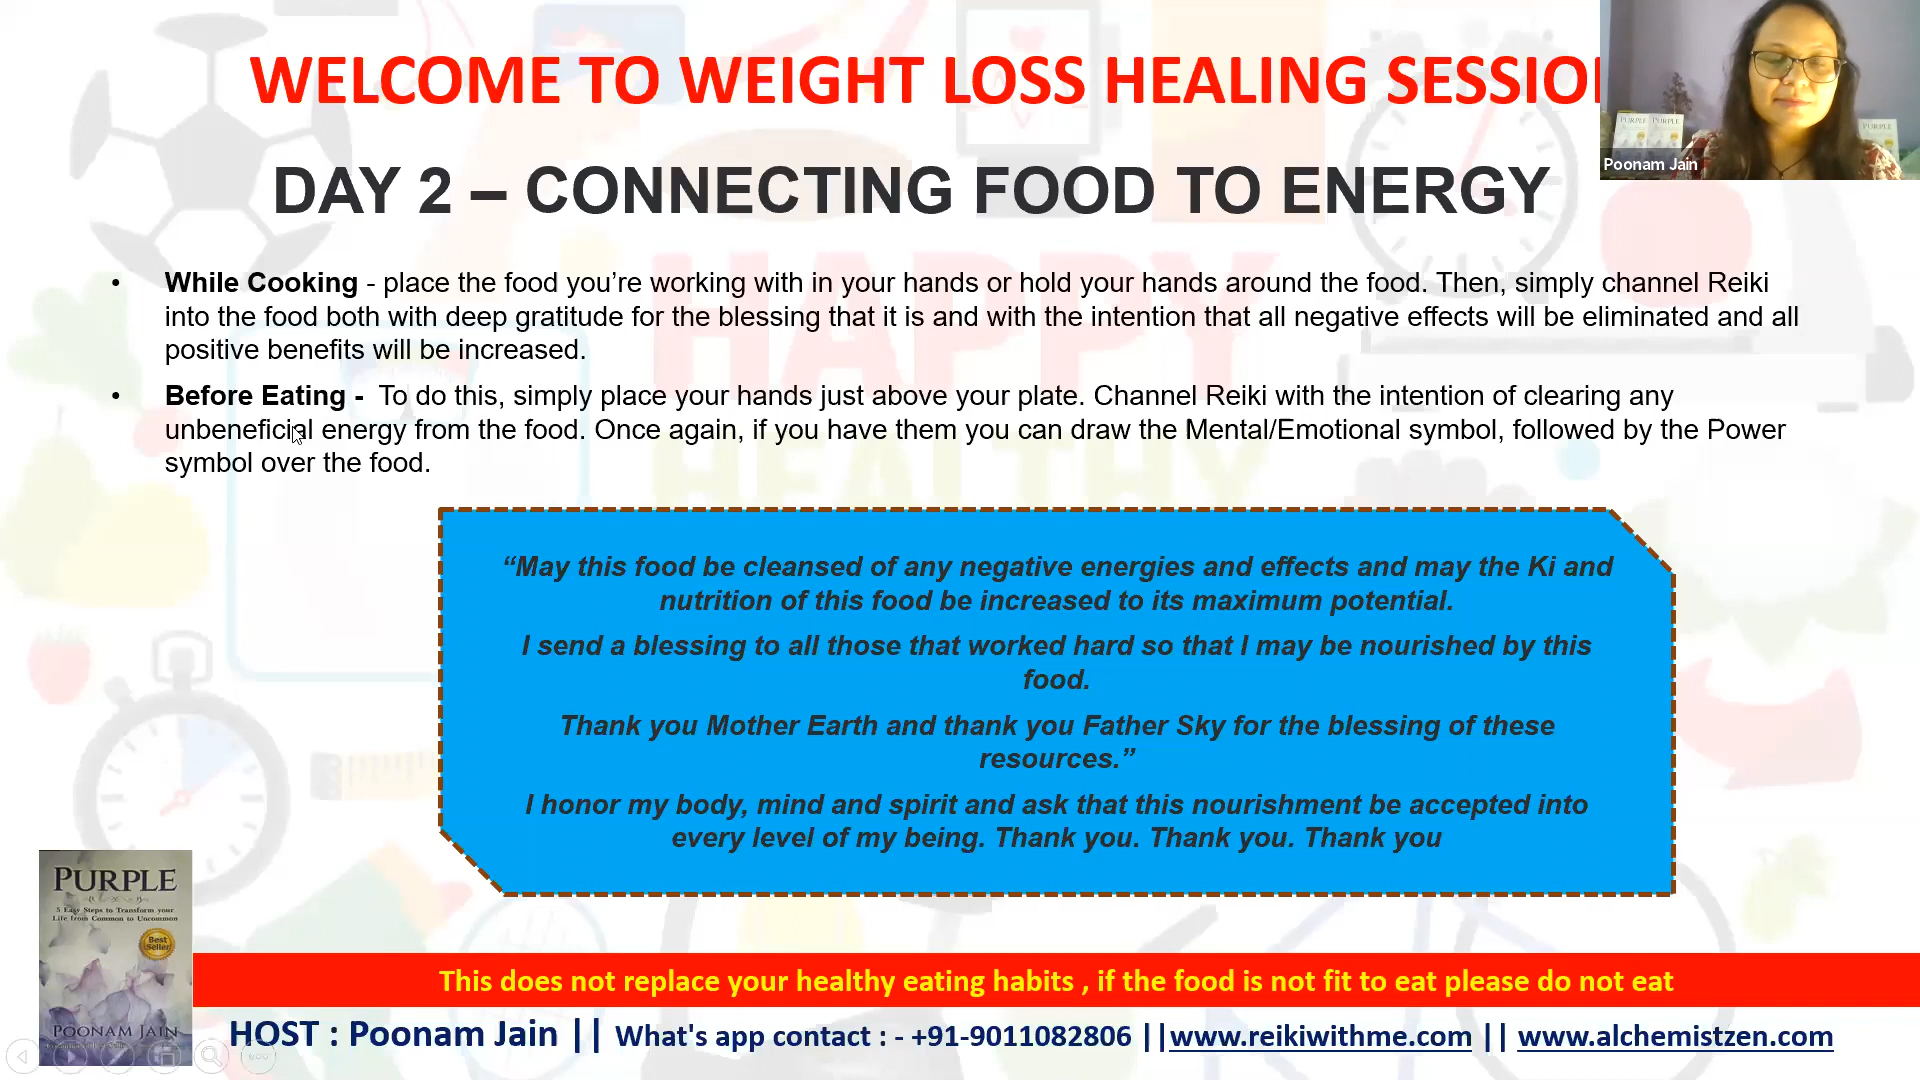 WELCOME TO WEIGHT LOSS HEALING SESSIO
Poonam Jain
DAY 2 – CONNECTING FOOD TO ENERGY
• While Cooking - place the food you’re working with in your hands or hold your hands around the food. Then, simply channel Reiki
into the food both with deep gratitude for the blessing that it is and with the intention that all negative effects will be eliminated and all
positive benefits will be increased.
• Before Eating - To do this, simply place your hands just above your plate. Channel Reiki with the intention of clearing any
unbeneficial energy from the food. Once again, if you have them you can draw the Mental/Emotional symbol, followed by the Power
symbol over the food.
HAPPY
HEALTHY
“May this food be cleansed of any negative energies and effects and may the Ki and
nutrition of this food be increased to its maximum potential.
I send a blessing to all those that worked hard so that I may be nourished by this
food.
Thank you Mother Earth and thank you Father Sky for the blessing of these
resources.”
I honor my body, mind and spirit and ask that this nourishment be accepted into
every level of my being. Thank you. Thank you. Thank you
PURPLE
5 Easy Steps to Transform your
Life from Common to Uncommon
Best
Seller
POONAM JAIN
This does not replace your healthy eating habits , if the food is not fit to eat please do not eat
HOST : Poonam Jain || What's app contact : - +91-9011082806 ||www.reikiwithme.com || www.alchemistzen.com
PURPLE
PURPLE
PURPLE